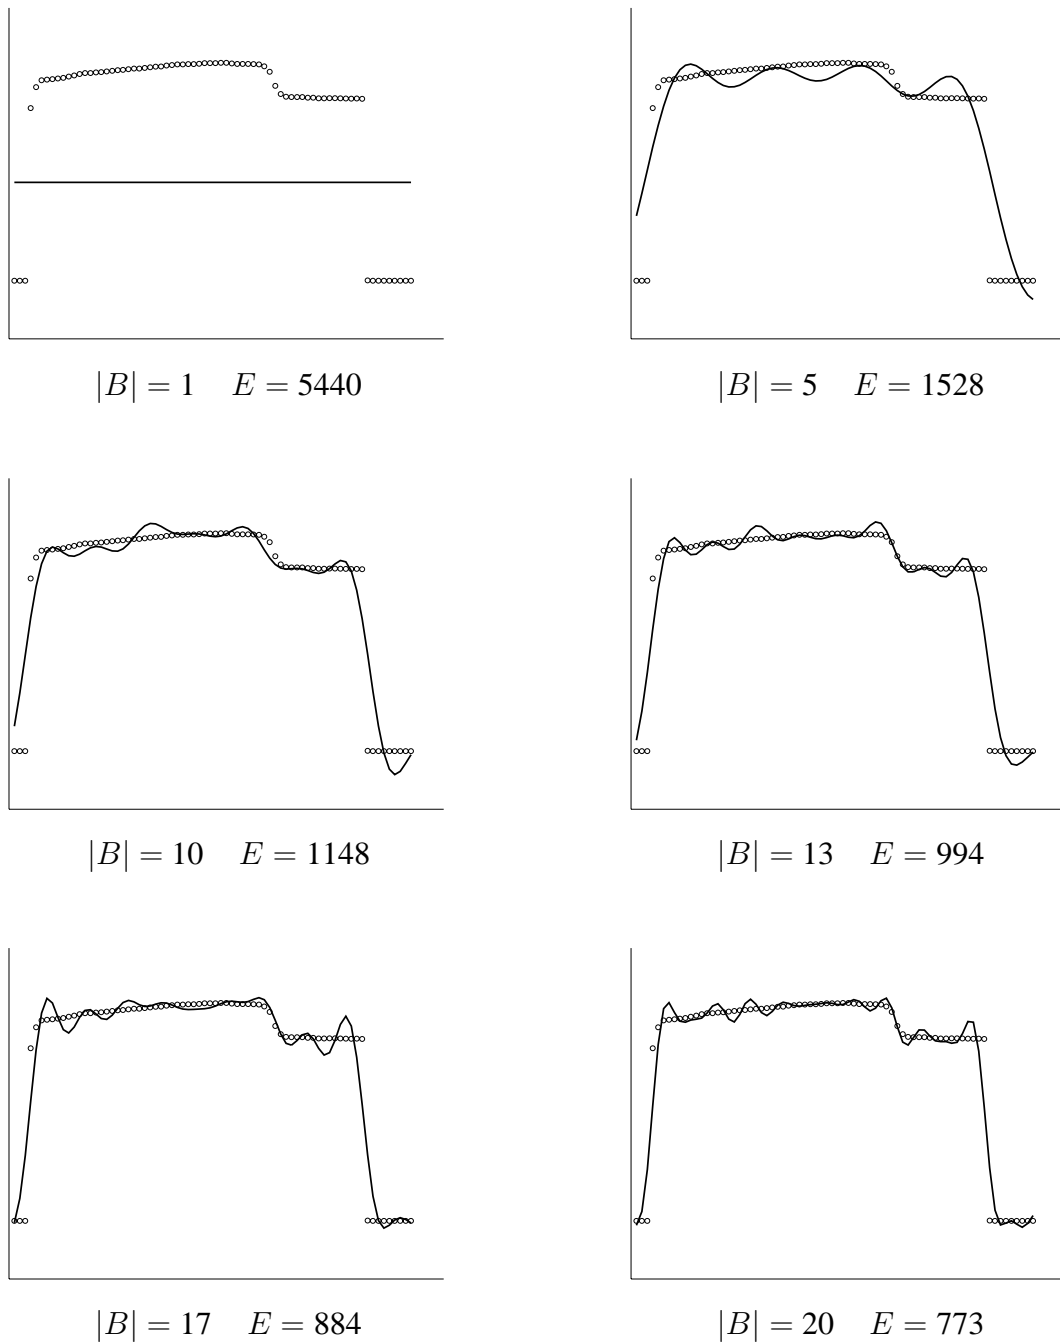 |B| = 1 E = 5440
|B| = 5 E = 1528
|B| = 10 E = 1148
|B| = 13 E = 994
|B| = 17 E = 884
|B| = 20 E = 773